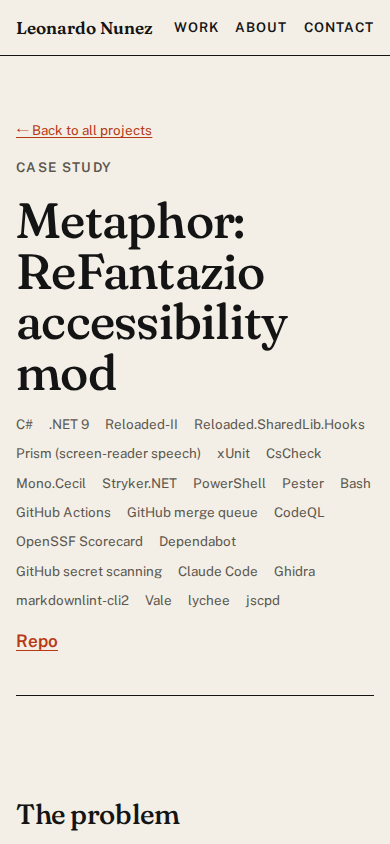 Leonardo Nunez WORK ABOUT CONTACT
← Back to all projects
CASE STUDY
Metaphor:
ReFantazio
accessibility
mod
C# .NET 9 Reloaded-II Reloaded.SharedLib.Hooks
Prism (screen-reader speech) xUnit CsCheck
Mono.Cecil Stryker.NET PowerShell Pester Bash
GitHub Actions GitHub merge queue CodeQL
OpenSSF Scorecard Dependabot
GitHub secret scanning Claude Code Ghidra
markdownlint-cli2 Vale lychee jscpd
Repo
The problem